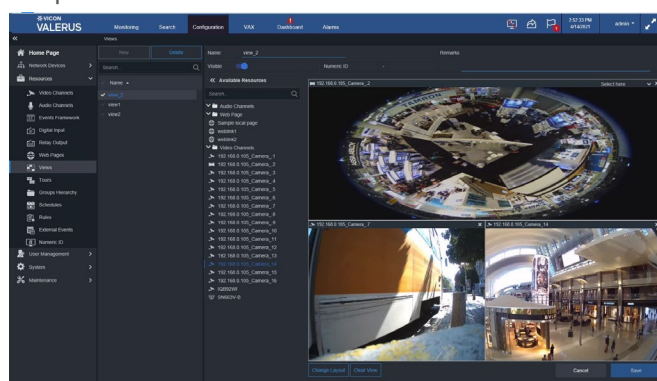 VICON
VALERUS
Monitoring
Search
Configuration
VAX
Dashboard
Alarms
2:52:33 PM
4/14/2021
admin
Views
Home Page
Network Devices
Resources
Video Channels
Audio Channels
Events Framework
Digital Input
Relay Output
Web Pages
Views
Tours
Groups Hierarchy
Schedules
Rules
External Events
Numeric ID
User Management
System
Maintenance
New
Delete
Search...
Name
view_2
view1
view2
Name:
view_2
Remarks
Visible
Numeric ID
-
Available Resources
Search...
Audio Channels
Web Page
Sample local page
weblink1
weblink2
Video Channels
192.168.0.105_Camera_1
192.168.0.105_Camera_2
192.168.0.105_Camera_3
192.168.0.105_Camera_4
192.168.0.105_Camera_5
192.168.0.105_Camera_6
192.168.0.105_Camera_7
192.168.0.105_Camera_8
192.168.0.105_Camera_9
192.168.0.105_Camera_10
192.168.0.105_Camera_11
192.168.0.105_Camera_12
192.168.0.105_Camera_13
192.168.0.105_Camera_14
192.168.0.105_Camera_15
192.168.0.105_Camera_16
IQB92WI
SN663V-B
192.168.0.105_Camera_2
Select here
192.168.0.105_Camera_7
192.168.0.105_Camera_14
Change Layout
Clear View
Cancel
Save